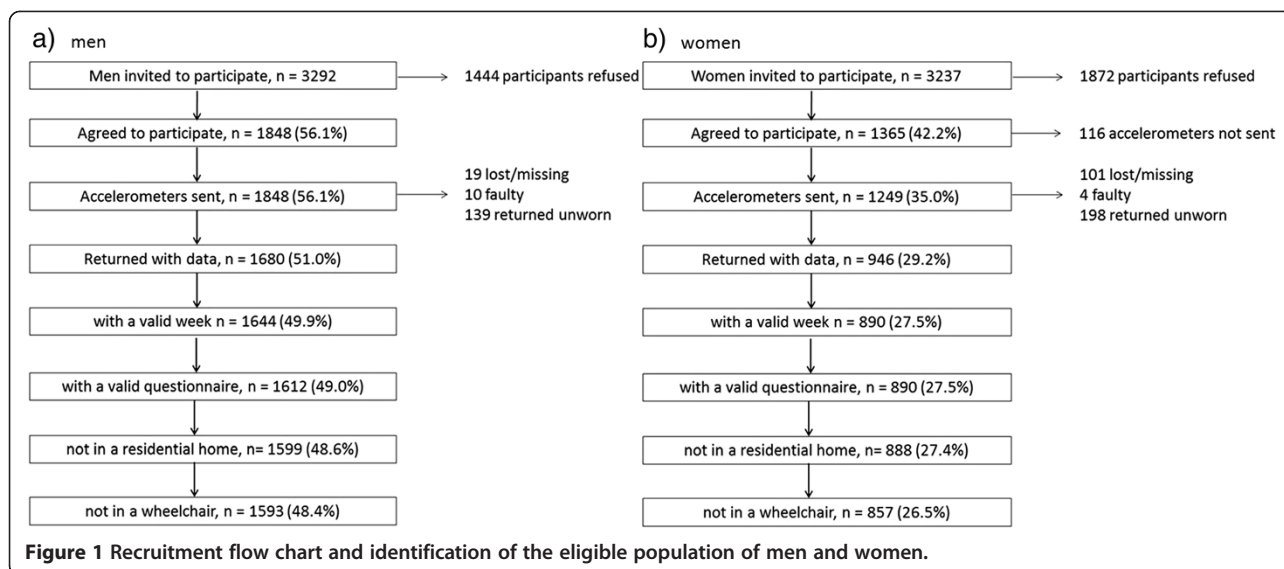 a) men
Men invited to participate, n = 3292
1444 participants refused
Agreed to participate, n = 1848 (56.1%)
Accelerometers sent, n = 1848 (56.1%)
19 lost/missing
10 faulty
139 returned unworn
Returned with data, n = 1680 (51.0%)
with a valid week n = 1644 (49.9%)
with a valid questionnaire, n = 1612 (49.0%)
not in a residential home, n= 1599 (48.6%)
not in a wheelchair, n = 1593 (48.4%)
b) women
Women invited to participate, n = 3237
1872 participants refused
Agreed to participate, n = 1365 (42.2%)
116 accelerometers not sent
Accelerometers sent, n = 1249 (35.0%)
101 lost/missing
4 faulty
198 returned unworn
Returned with data, n = 946 (29.2%)
with a valid week n = 890 (27.5%)
with a valid questionnaire, n = 890 (27.5%)
not in a residential home, n= 888 (27.4%)
not in a wheelchair, n = 857 (26.5%)
Figure 1 Recruitment flow chart and identification of the eligible population of men and women.